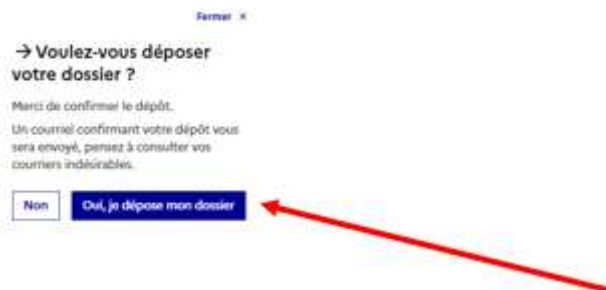 Fermer ×
→ Voulez-vous déposer
votre dossier ?
Merci de confirmer le dépôt.
Un courriel confirmant votre dépôt vous
sera envoyé, pensez à consulter vos
courriers indésirables.
Non
Oui, je dépose mon dossier